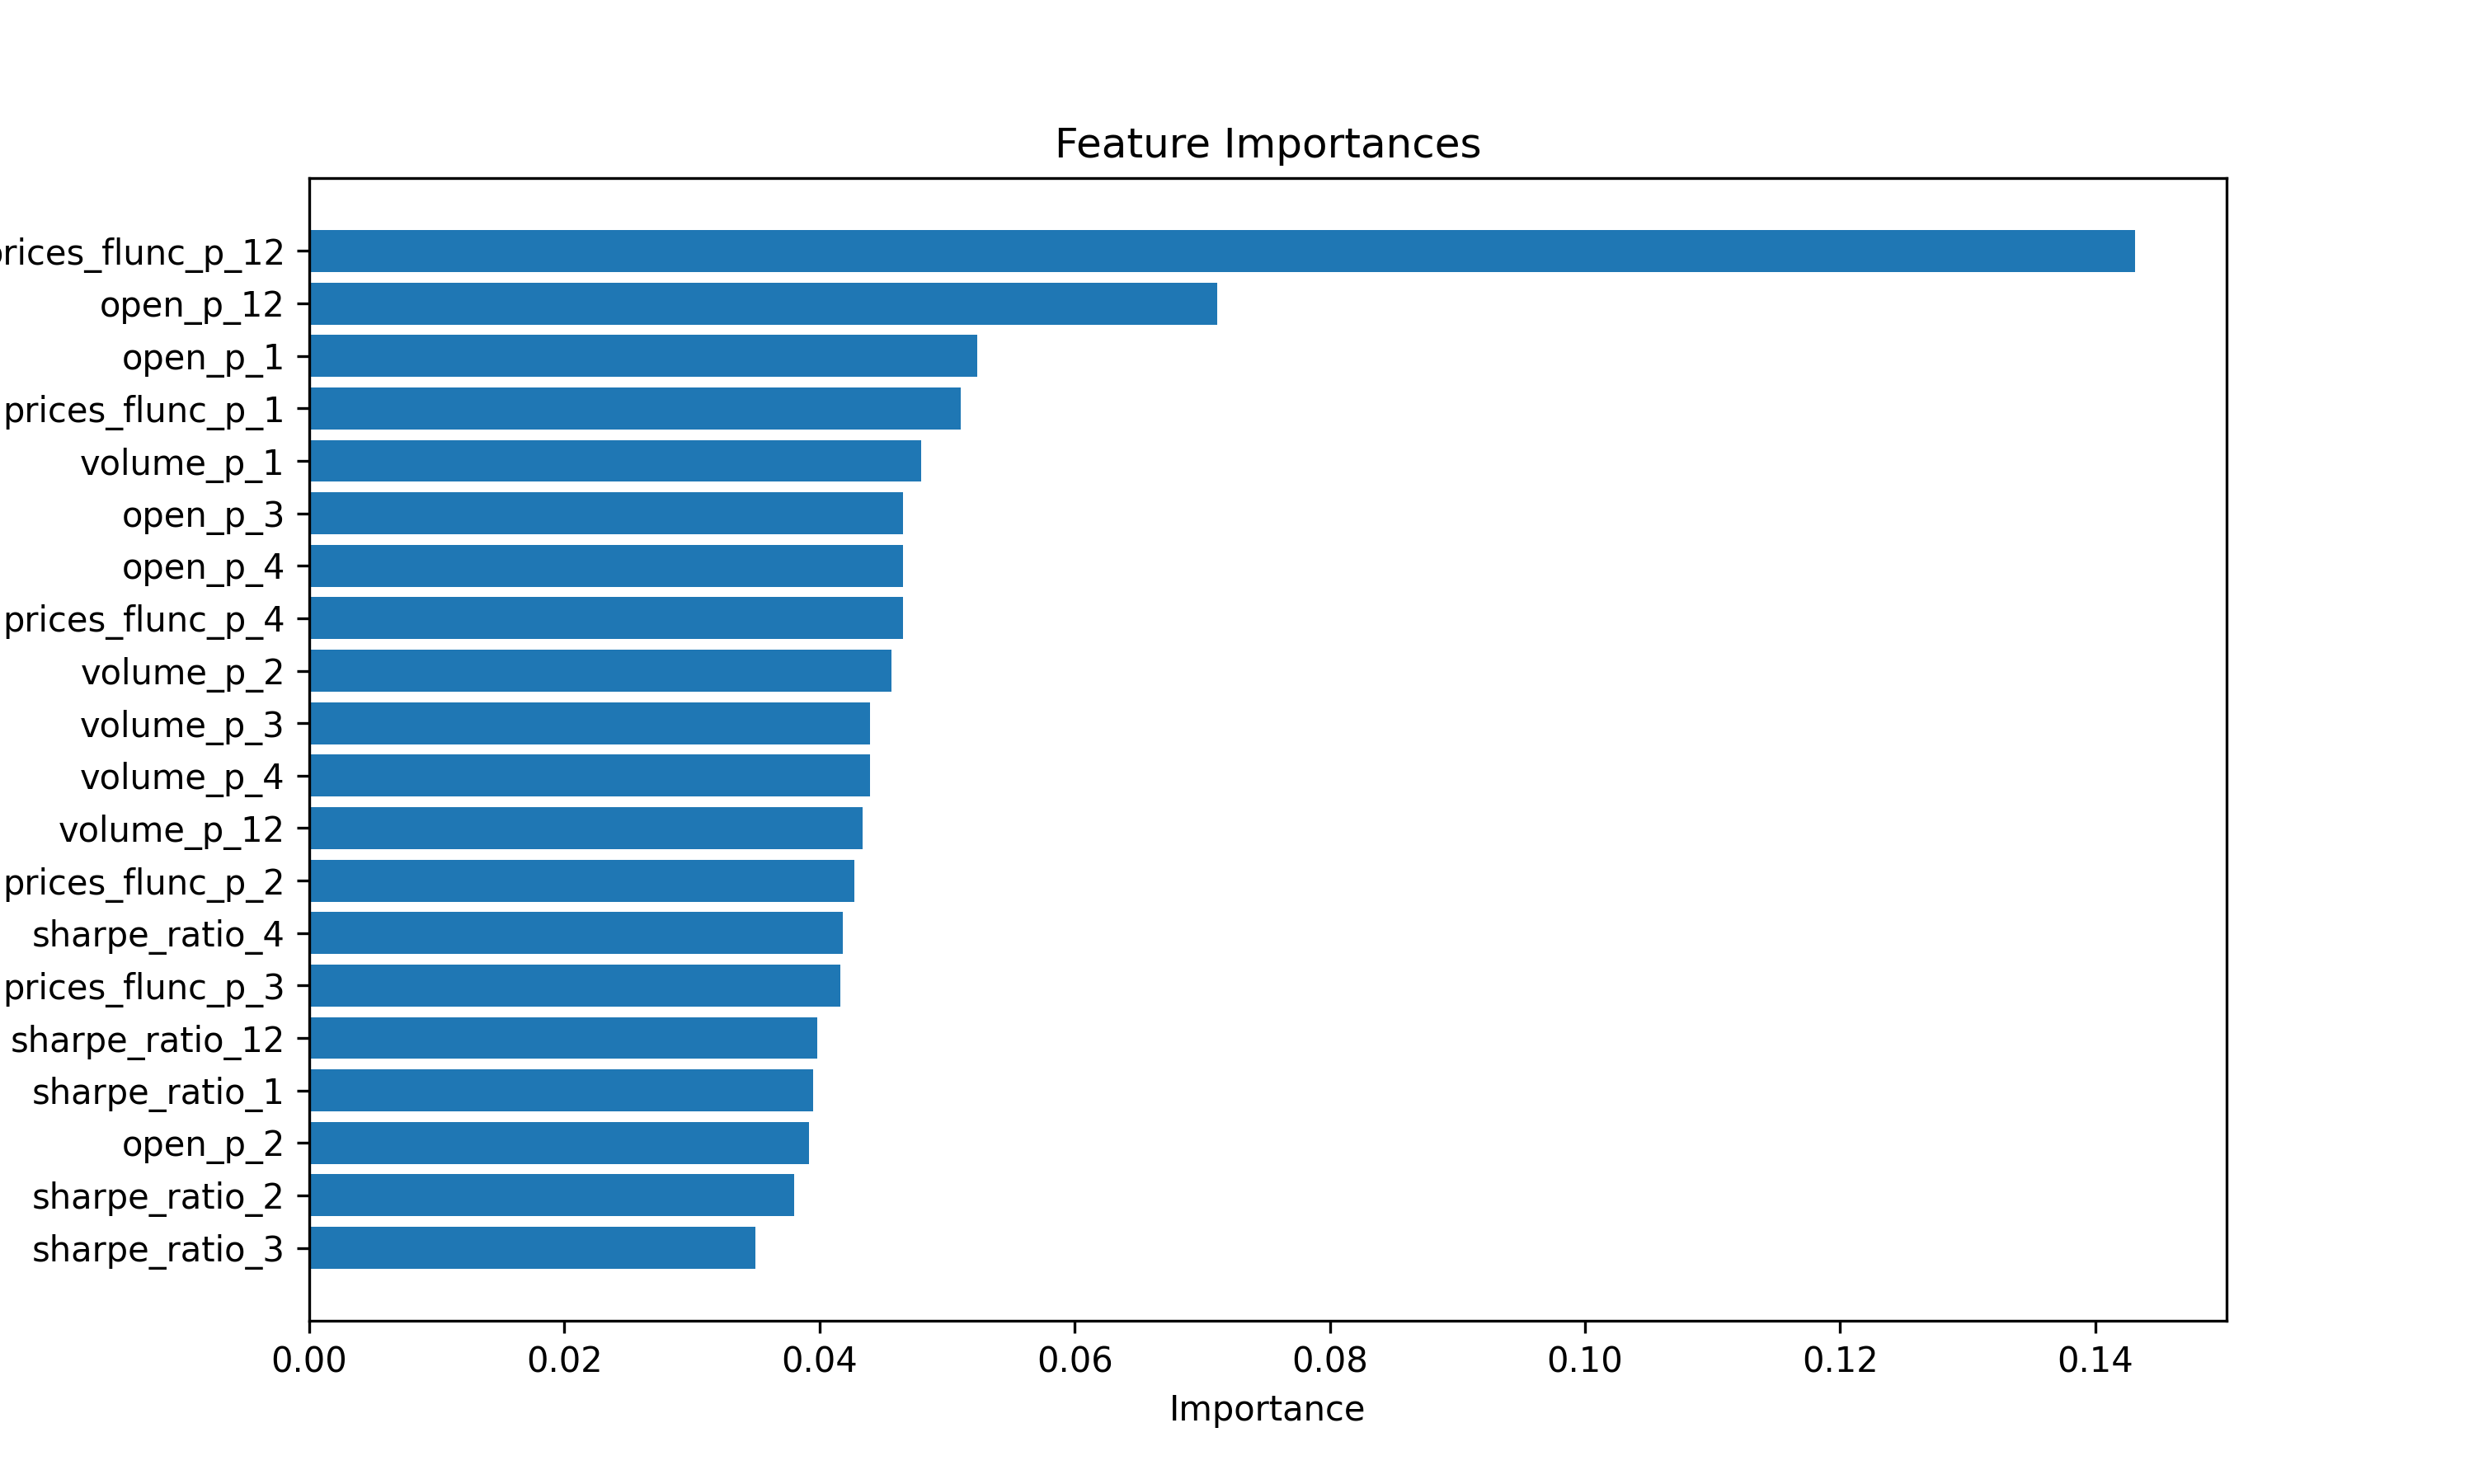 Feature Importances
rices_flunc_p_12
open_p_12
open_p_1
prices_flunc_p_1
volume_p_1
open_p_3
open_p_4
prices_flunc_p_4
volume_p_2
volume_p_3
volume_p_4
volume_p_12
prices_flunc_p_2
sharpe_ratio_4
prices_flunc_p_3
sharpe_ratio_12
sharpe_ratio_1
open_p_2
sharpe_ratio_2
sharpe_ratio_3
0.00 0.02 0.04 0.06 0.08 0.10 0.12 0.14
Importance